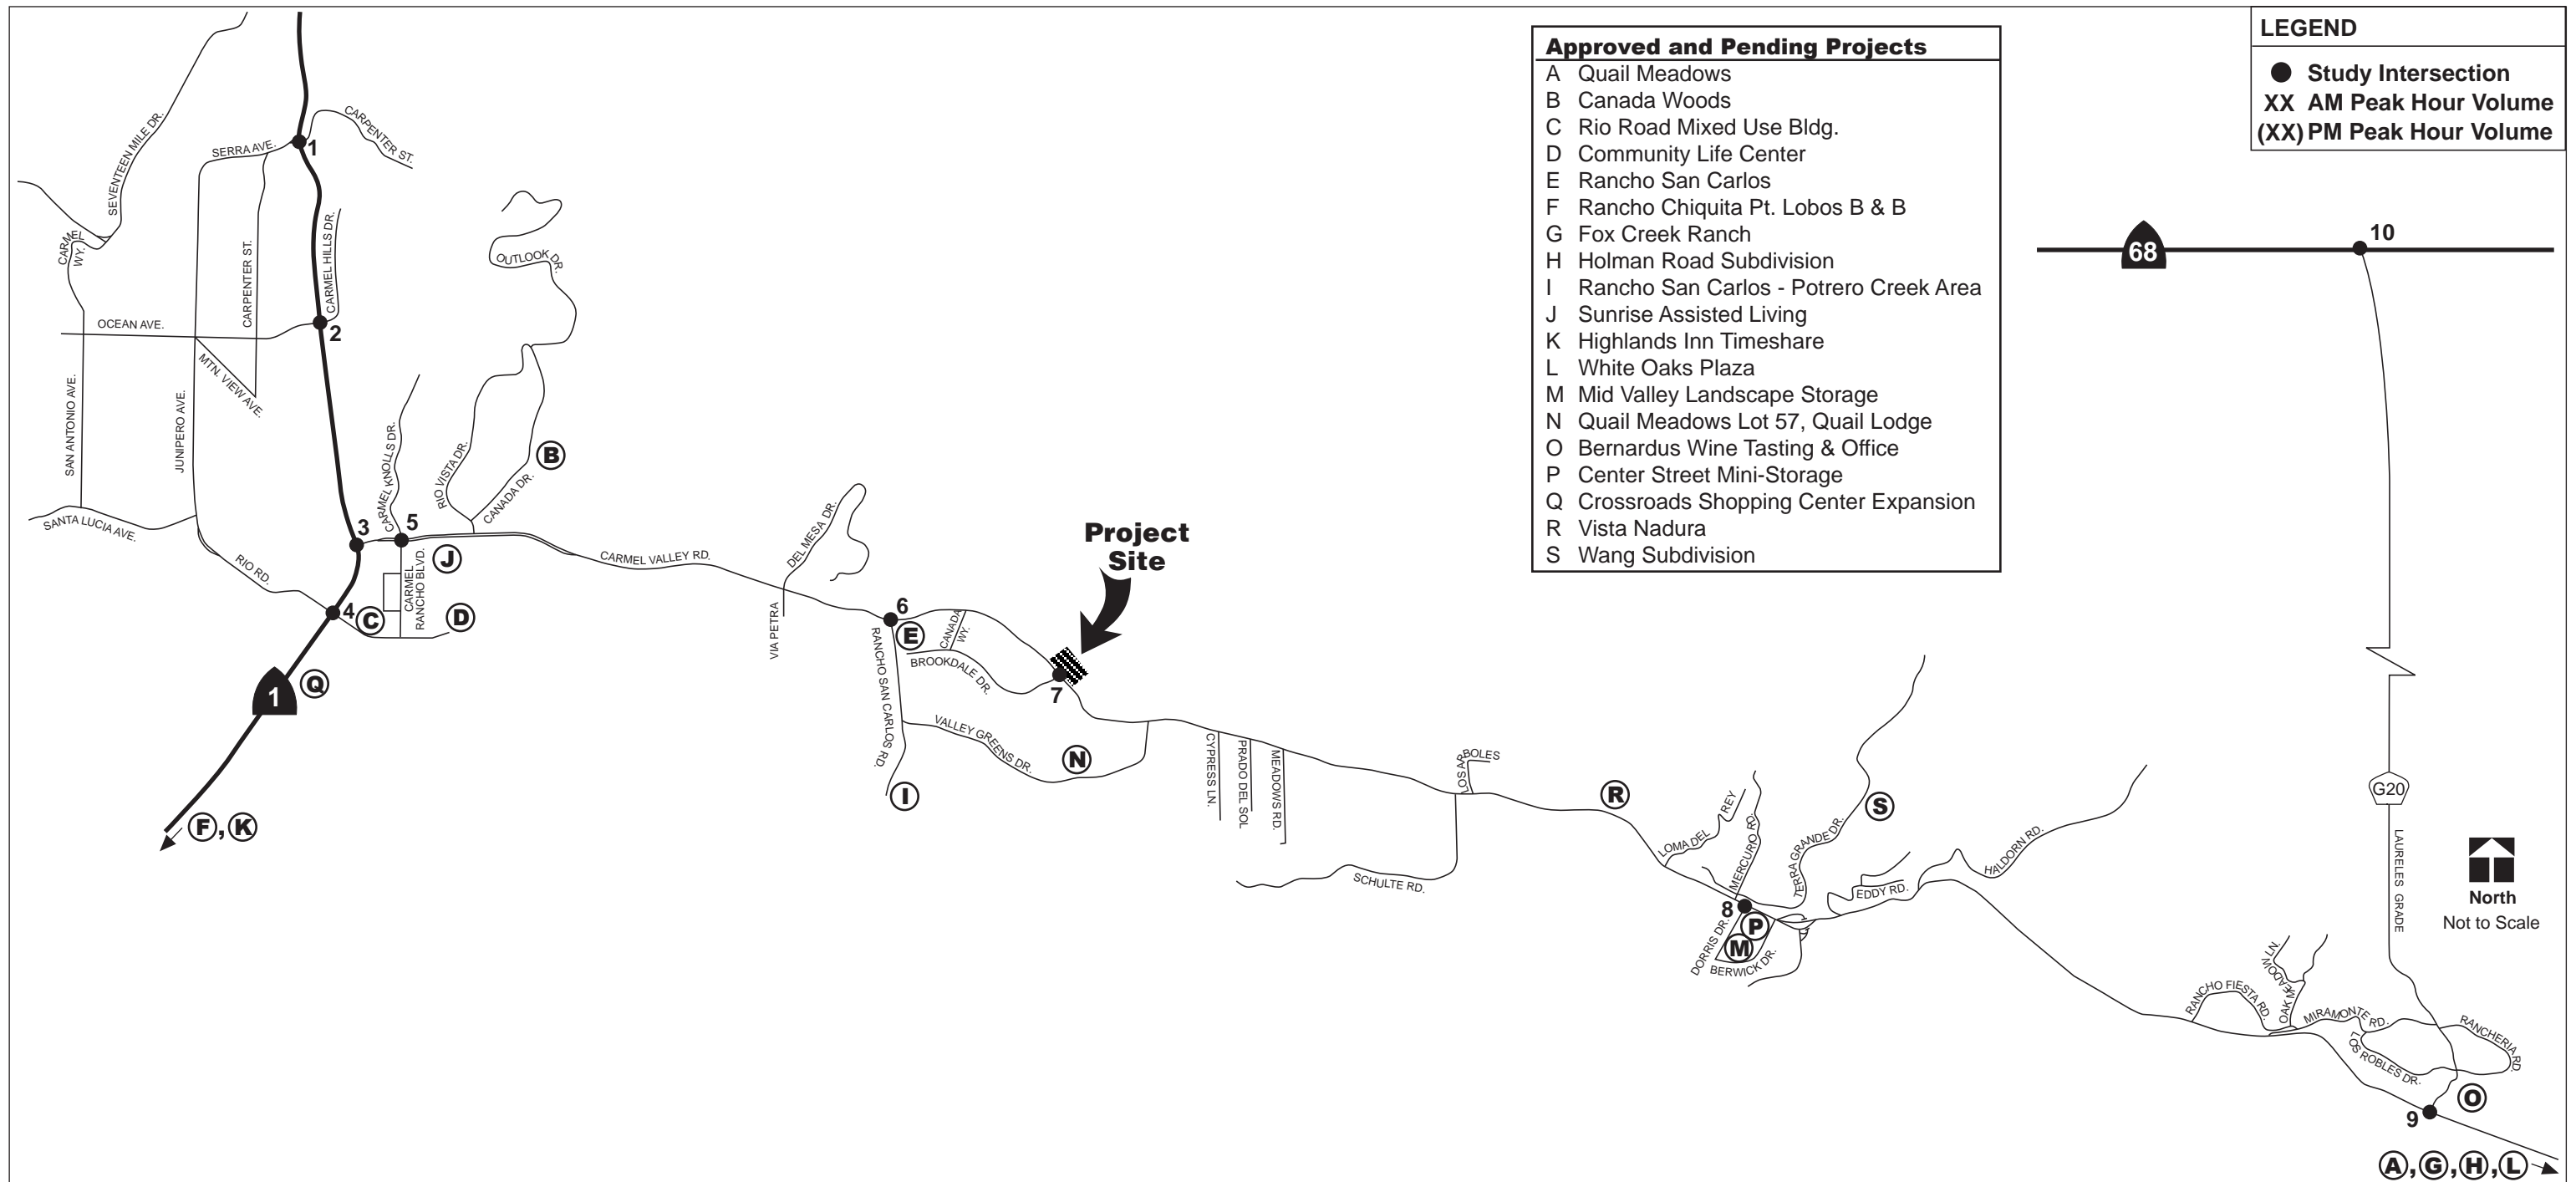 Approved and Pending Projects
A Quail Meadows
B Canada Woods
C Rio Road Mixed Use Bldg.
D Community Life Center
E Rancho San Carlos
F Rancho Chiquita Pt. Lobos B & B
G Fox Creek Ranch
H Holman Road Subdivision
I Rancho San Carlos - Potrero Creek Area
J Sunrise Assisted Living
K Highlands Inn Timeshare
L White Oaks Plaza
M Mid Valley Landscape Storage
N Quail Meadows Lot 57, Quail Lodge
O Bernardus Wine Tasting & Office
P Center Street Mini-Storage
Q Crossroads Shopping Center Expansion
R Vista Nadura
S Wang Subdivision
LEGEND
Study Intersection
XX AM Peak Hour Volume
(XX) PM Peak Hour Volume
SEVENTEEN MILE DR.
SERRA AVE.
1
CARPENTER ST.
CARMEL
WY.
CARPENTER ST.
CARMEL HILLS DR.
OUTLOOK DR.
OCEAN AVE.
2
MTN. VIEW AVE.
SAN ANTONIO AVE.
JUNIPERO AVE.
CARMEL KNOLLS DR.
RIO VISTA DR.
CANADA DR.
B
SANTA LUCIA AVE.
3
5
J
RIO RD.
CARMEL
RANCHO BLVD.
4
C
D
1
Q
F, K
CARMEL VALLEY RD.
DEL MESA DR.
VIA PETRA
6
E
CANADA
WY.
BROOKDALE DR.
Project
Site
7
RANCHO SAN CARLOS RD.
VALLEY GREENS DR.
N
I
CYPRESS LN.
PRADO DEL SOL
MEADOWS RD.
LOS ARBOLES
SCHULTE RD.
R
LOMA DEL REY
MERCURIO RD.
TERRA GRANDE DR.
S
8
P
M
DORRIS DR.
BERWICK DR.
EDDY RD.
HALDORN RD.
68
10
G20
LAURELES GRADE
North
Not to Scale
RANCHO FIESTA RD.
OAK MEADOW LN.
MIRAMONTE RD.
LOS ROBLES DR.
RANCHERIA RD.
O
9
A, G, H, L